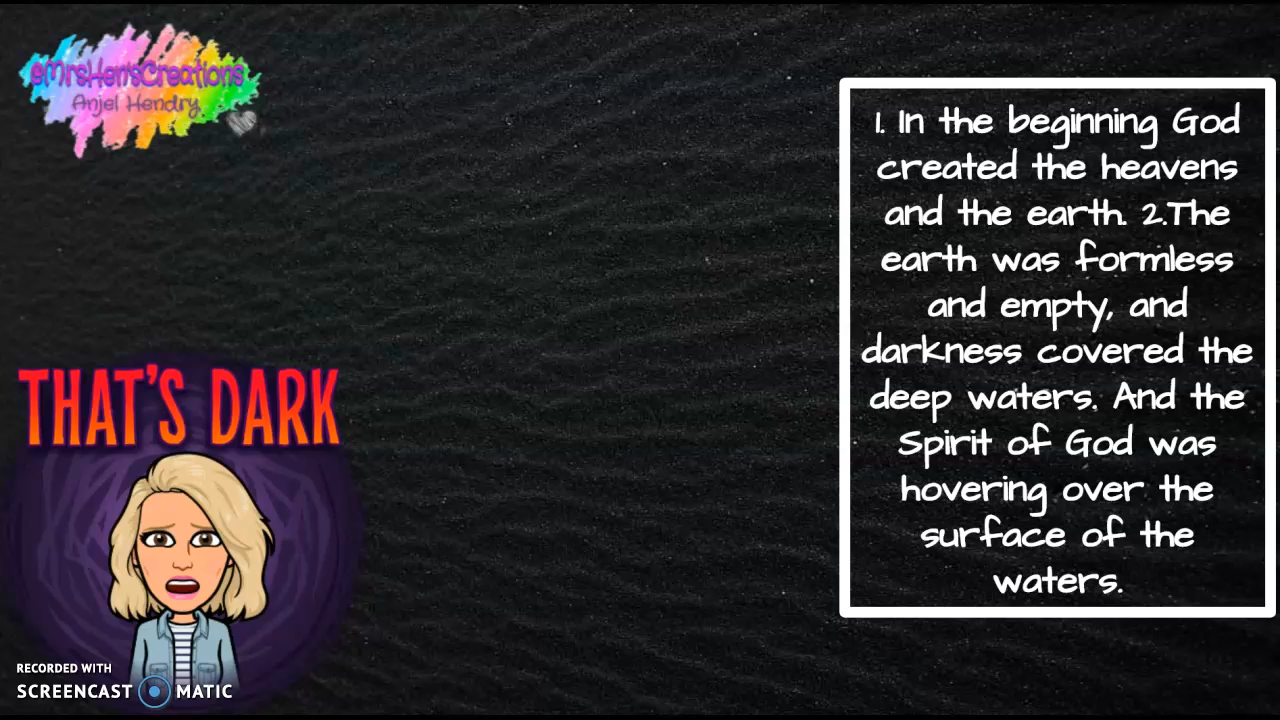 @MrsHen'sCreations
Anjel Hendry
1. In the beginning God
created the heavens
and the earth. 2.The
earth was formless
and empty, and
darkness covered the
deep waters. And the
Spirit of God was
hovering over the
surface of the
waters.
THAT'S DARK
RECORDED WITH
SCREENCAST MATIC